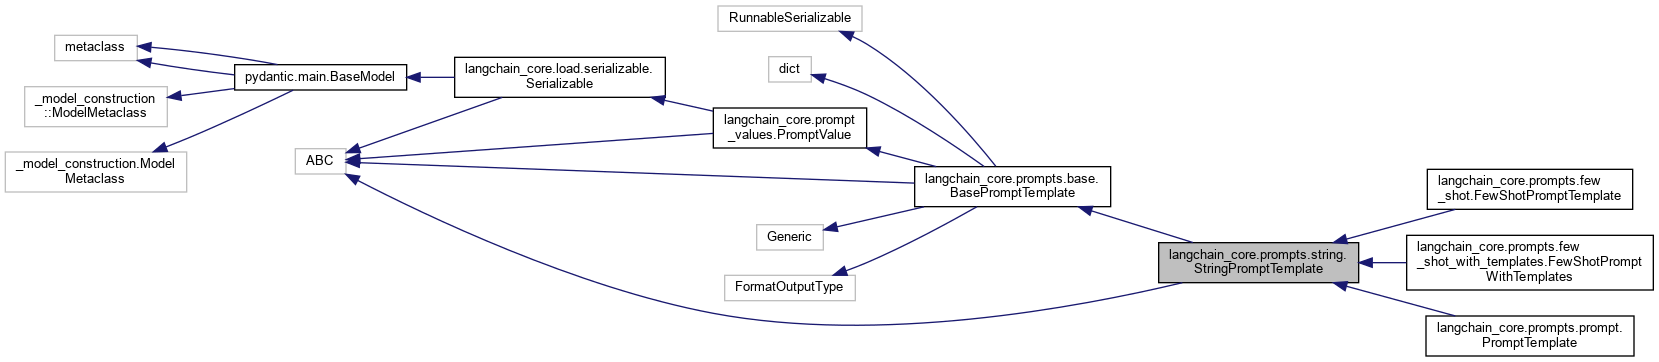 RunnableSerializable
metaclass
pydantic.main.BaseModel
langchain_core.load.serializable.
Serializable
dict
_model_construction
::ModelMetaclass
langchain_core.prompt
_values.PromptValue
_model_construction.Model
Metaclass
ABC
langchain_core.prompts.base.
BasePromptTemplate
langchain_core.prompts.few
_shot.FewShotPromptTemplate
Generic
langchain_core.prompts.string.
StringPromptTemplate
langchain_core.prompts.few
_shot_with_templates.FewShotPrompt
WithTemplates
FormatOutputType
langchain_core.prompts.prompt.
PromptTemplate